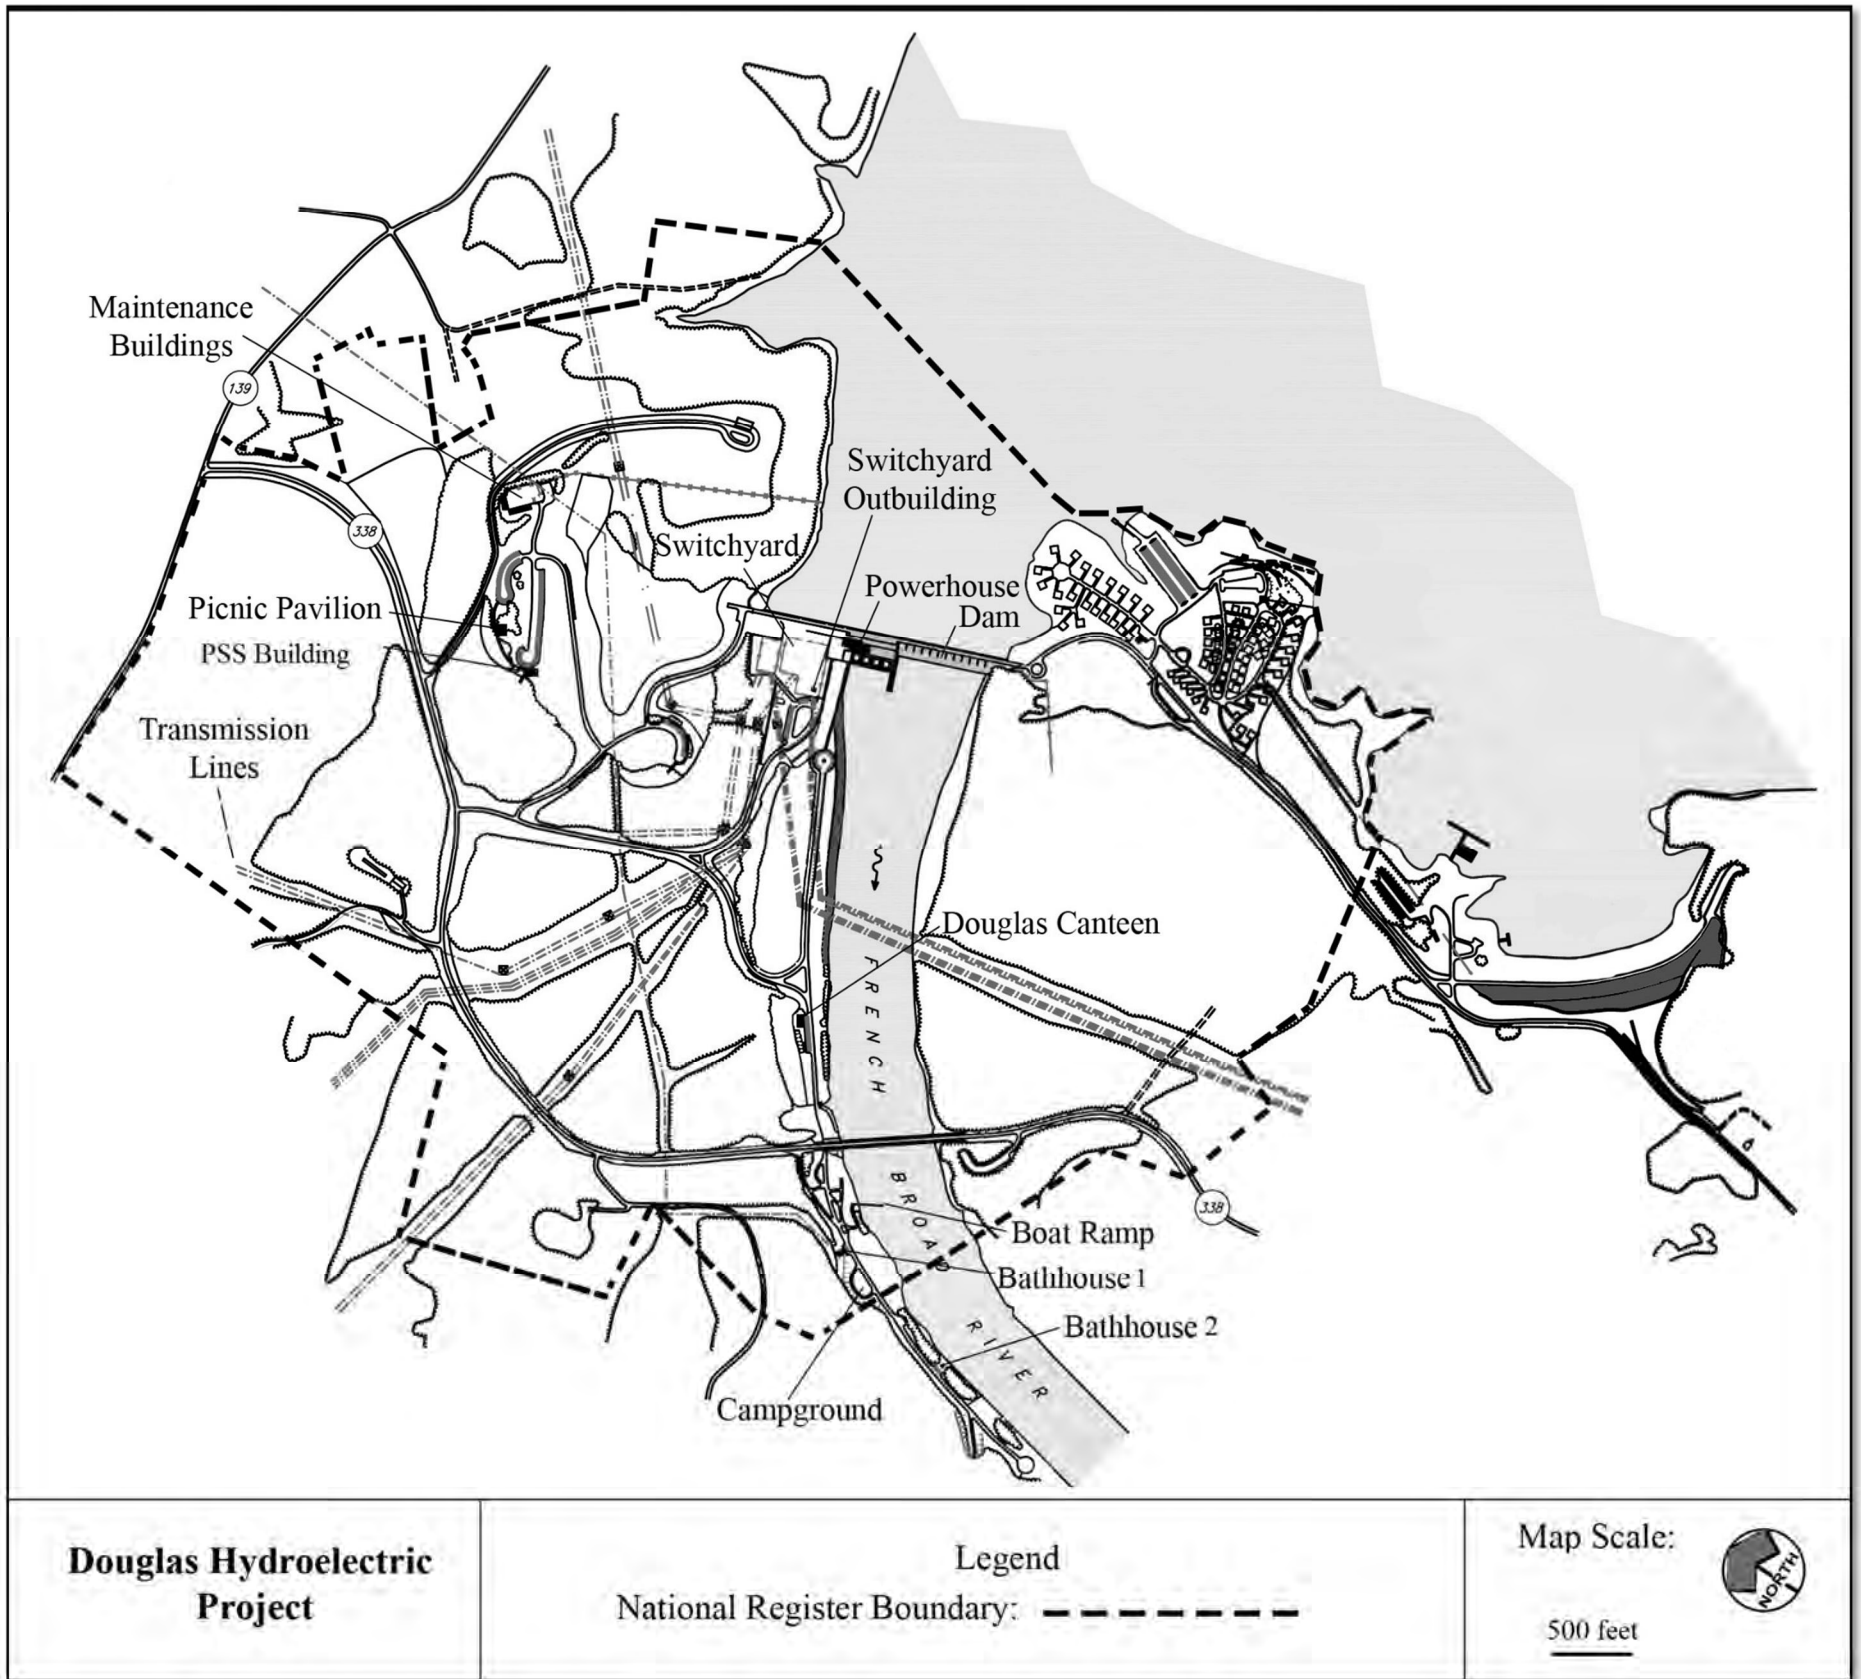 Maintenance
Buildings
139
338
Switchyard
Outbuilding
Switchyard
Powerhouse
Dam
Picnic Pavilion
PSS Building
Transmission
Lines
Douglas Canteen
FRENCH
BROAD
RIVER
338
Boat Ramp
Bathhouse 1
Bathhouse 2
Campground
Douglas Hydroelectric
Project
Legend
National Register Boundary:
Map Scale:
500 feet
NORTH